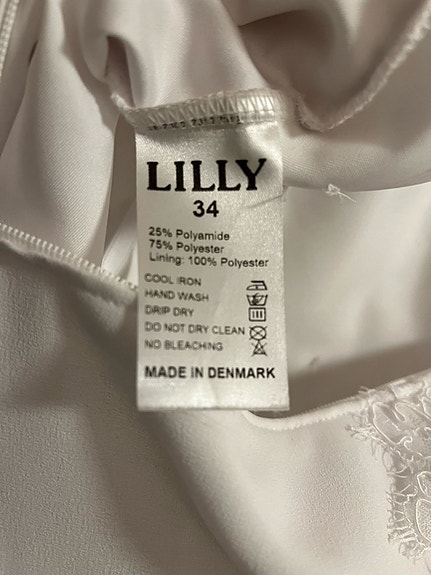 LILLY
34
25% Polyamide
75% Polyester
Lining: 100% Polyester
COOL IRON
HAND WASH
DRIP DRY
DO NOT DRY CLEAN
NO BLEACHING
MADE IN DENMARK